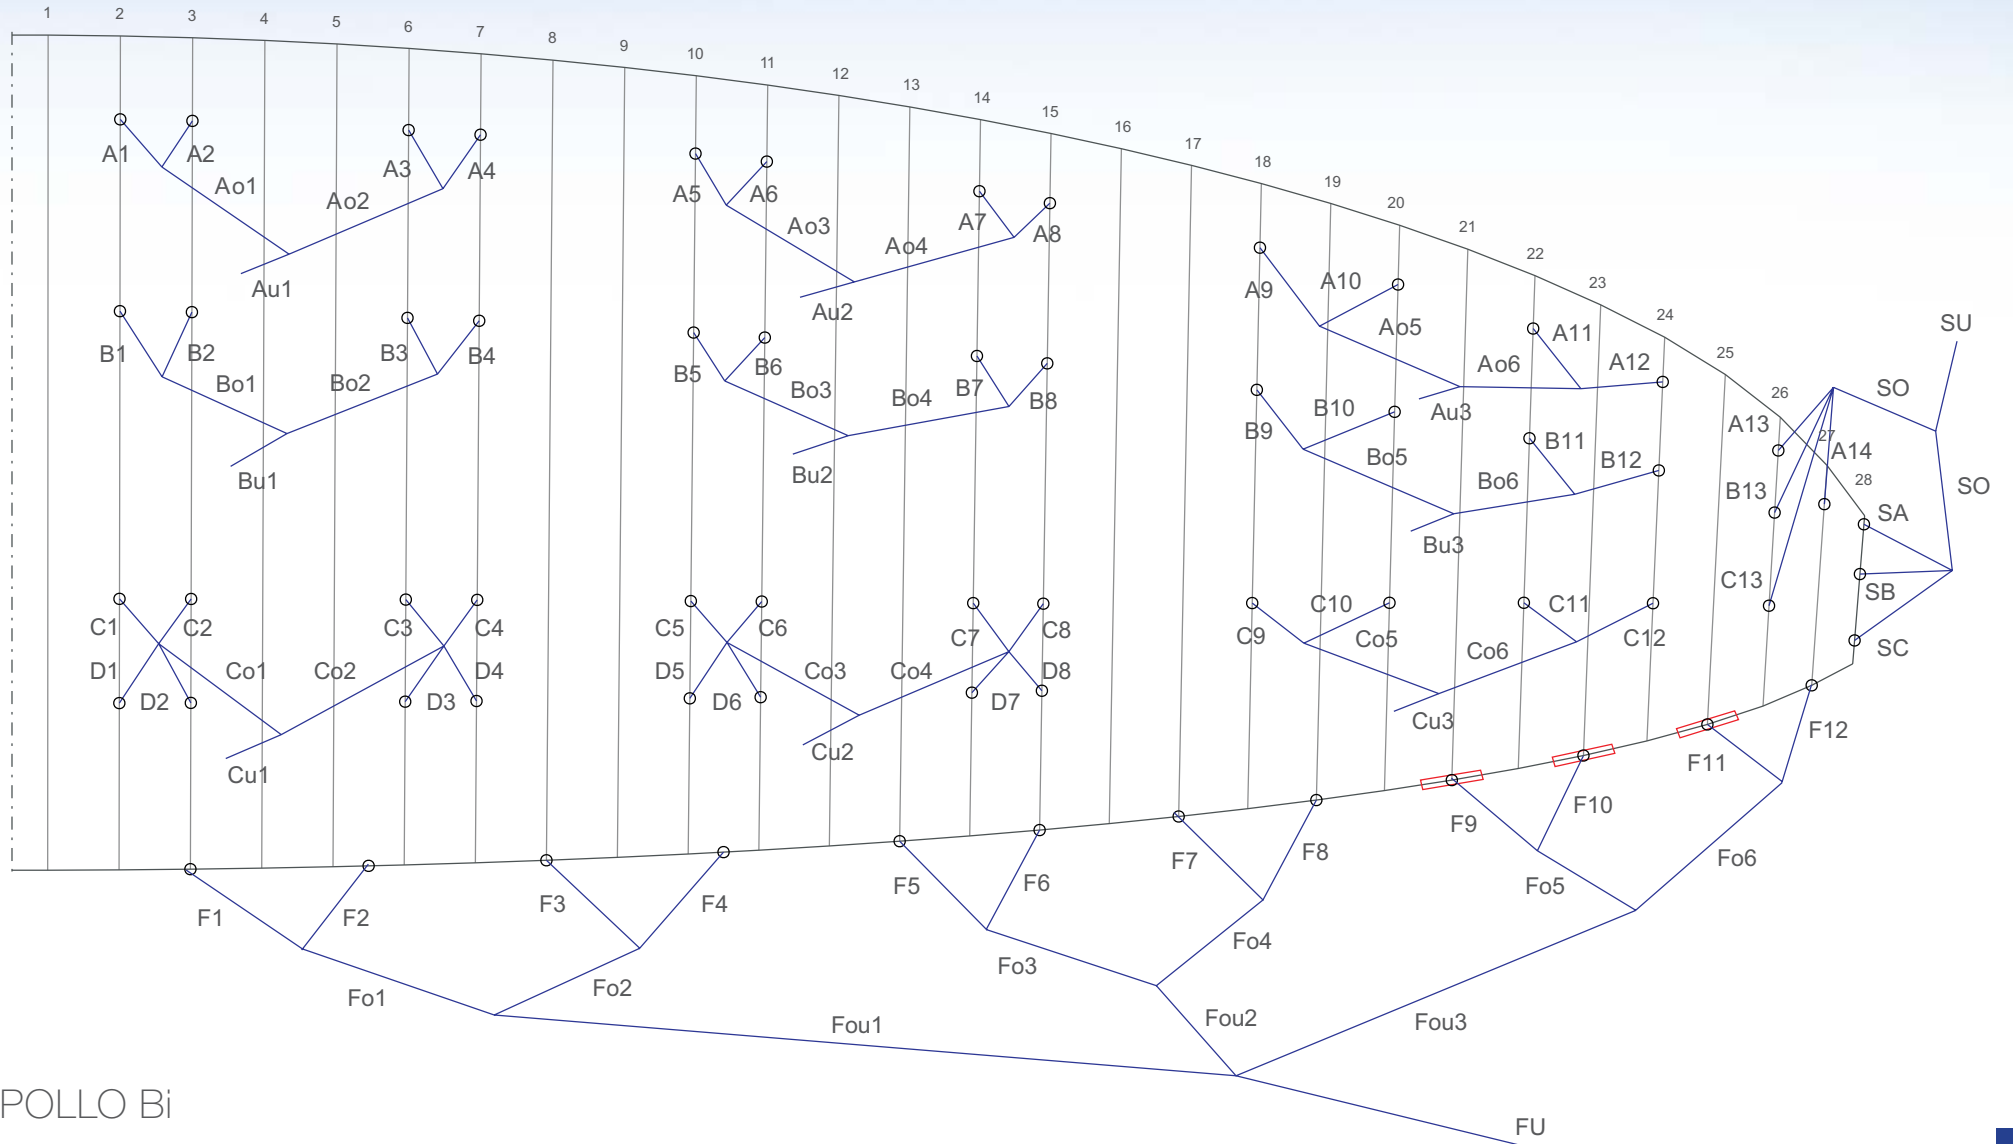 1 2 3 4 5 6 7 8 9 10 11 12 13 14 15 16 17 18 19 20 21 22 23 24 25 26 27 28
A1 A2 A3 A4 A5 A6 A7 A8
Ao1 Ao2 Ao3 Ao4
Au1 Au2
A9 A10 Ao5 A11 Ao6 A12 Au3
SU
SO
SO
A13 A14
B13
C13
SA
SB
SC
B1 B2 B3 B4 B5 B6 B7 B8
Bo1 Bo2 Bo3 Bo4
Bu1 Bu2
B9 B10 B11 B12
Bo5 Bo6
Bu3
C1 C2 C3 C4 C5 C6 C7 C8
D1 D2 Co1 Co2 D3 D4 D5 D6 Co3 Co4 D7 D8
Cu1 Cu2
C9 C10 C11 C12
Co5 Co6
Cu3
F1 F2 F3 F4 F5 F6 F7 F8 F9 F10 F11 F12
Fo1 Fo2 Fo3 Fo4 Fo5 Fo6
Fou1 Fou2 Fou3
POLLO Bi
FU